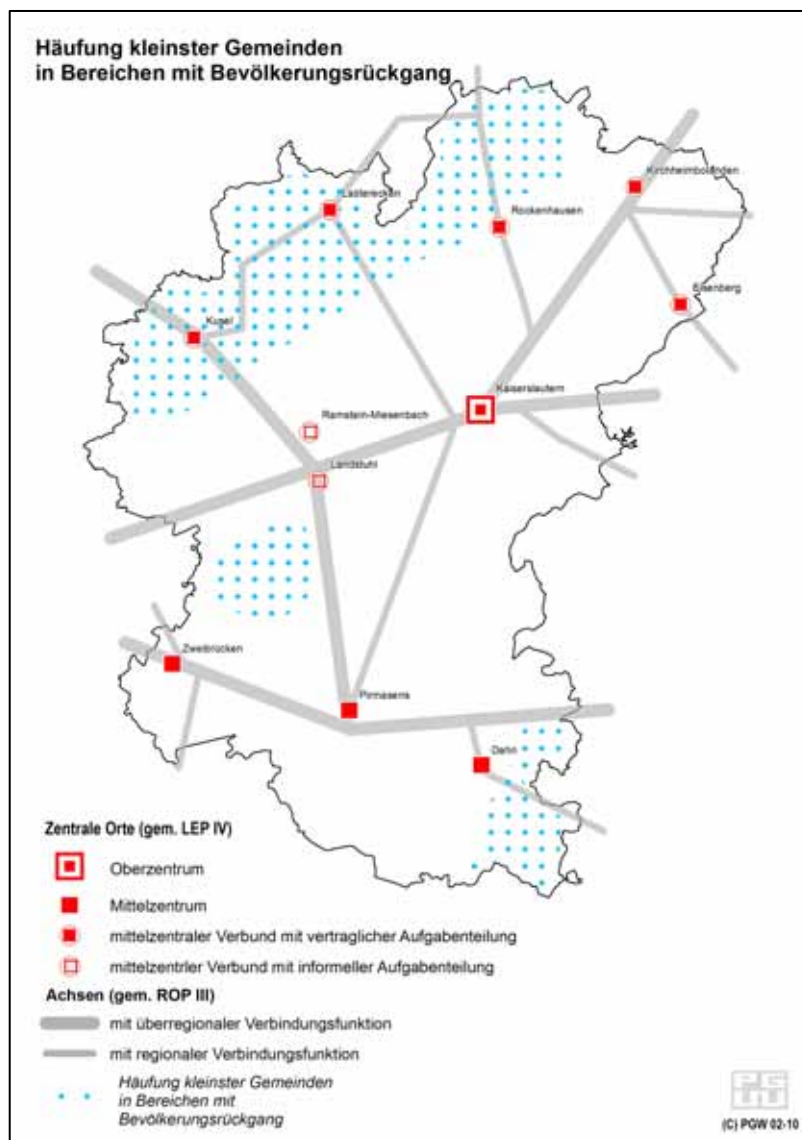 Häufung kleinster Gemeinden
in Bereichen mit Bevölkerungsrückgang
Kirchheimbolanden
Lauterecken
Rockenhausen
Eisenberg
Kusel
Kaiserslautern
Ramstein-Miesenbach
Landstuhl
Zweibrücken
Pirmasens
Dahn
Zentrale Orte (gem. LEP IV)
Oberzentrum
Mittelzentrum
mittelzentraler Verbund mit vertraglicher Aufgabenteilung
mittelzentrler Verbund mit informeller Aufgabenteilung
Achsen (gem. ROP III)
mit überregionaler Verbindungsfunktion
mit regionaler Verbindungsfunktion
Häufung kleinster Gemeinden
in Bereichen mit
Bevölkerungsrückgang
(C) PGW 02-10